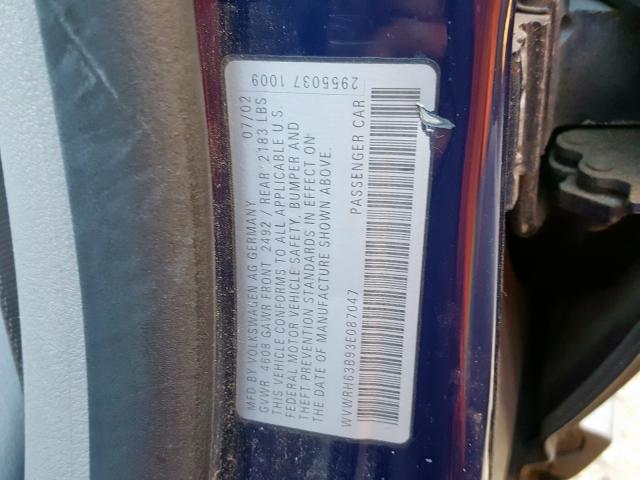 MFD BY VOLKSWAGEN AG GERMANY 07/02 2955037 1009
GVWR 4608 GAWR FRONT 2492 / REAR 2183 LBS
THIS VEHICLE CONFORMS TO ALL APPLICABLE U.S.
FEDERAL MOTOR VEHICLE SAFETY, BUMPER AND
THEFT PREVENTION STANDARDS IN EFFECT ON
THE DATE OF MANUFACTURE SHOWN ABOVE.
WVWRH63B93E087047 PASSENGER CAR